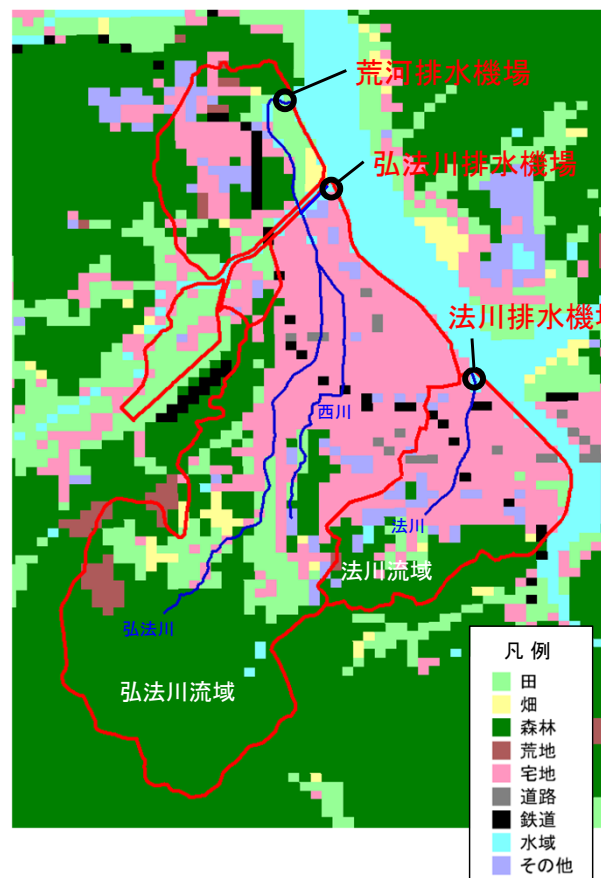 荒河排水機場
弘法川排水機場
法川排水機場
西川
法川
法川流域
弘法川
弘法川流域
凡 例
田
畑
森林
荒地
宅地
道路
鉄道
水域
その他